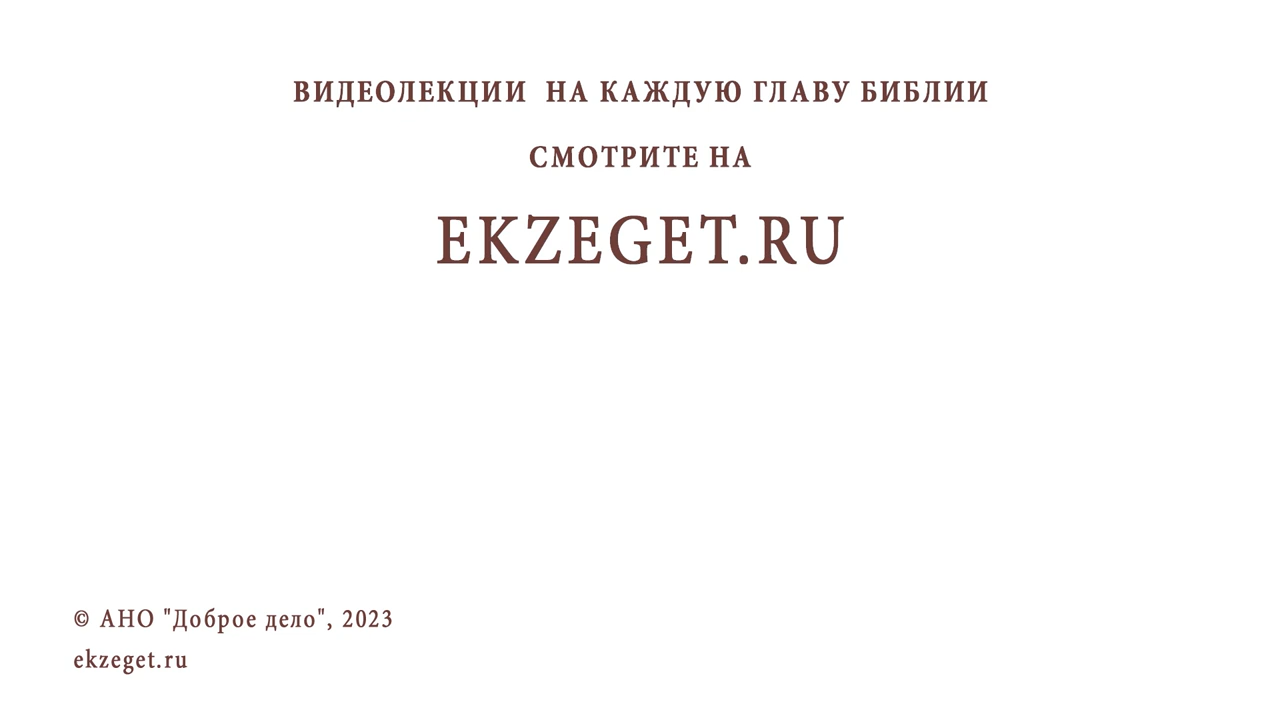 ВИДЕОЛЕКЦИИ НА КАЖДУЮ ГЛАВУ БИБЛИИ
СМОТРИТЕ НА
EKZEGET.RU
© АНО "Доброе дело", 2023
ekzeget.ru